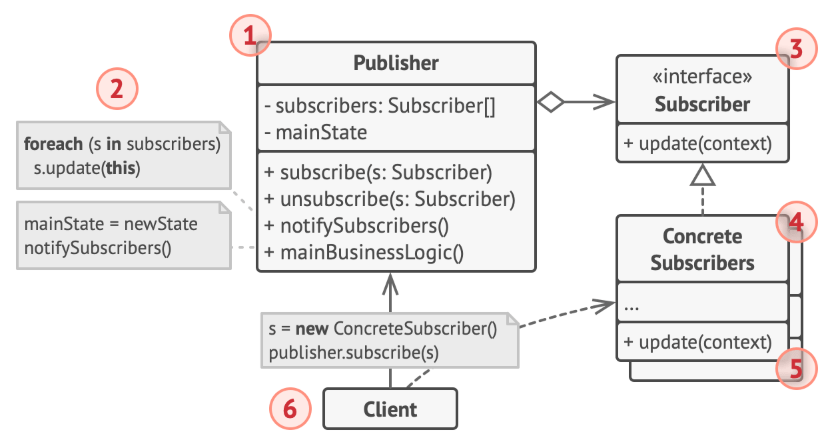 1
Publisher
- subscribers: Subscriber[]
- mainState
+ subscribe(s: Subscriber)
+ unsubscribe(s: Subscriber)
+ notifySubscribers()
+ mainBusinessLogic()
2
foreach (s in subscribers)
s.update(this)
mainState = newState
notifySubscribers()
3
«interface»
Subscriber
+ update(context)
4
Concrete
Subscribers
...
+ update(context)
5
s = new ConcreteSubscriber()
publisher.subscribe(s)
6
Client